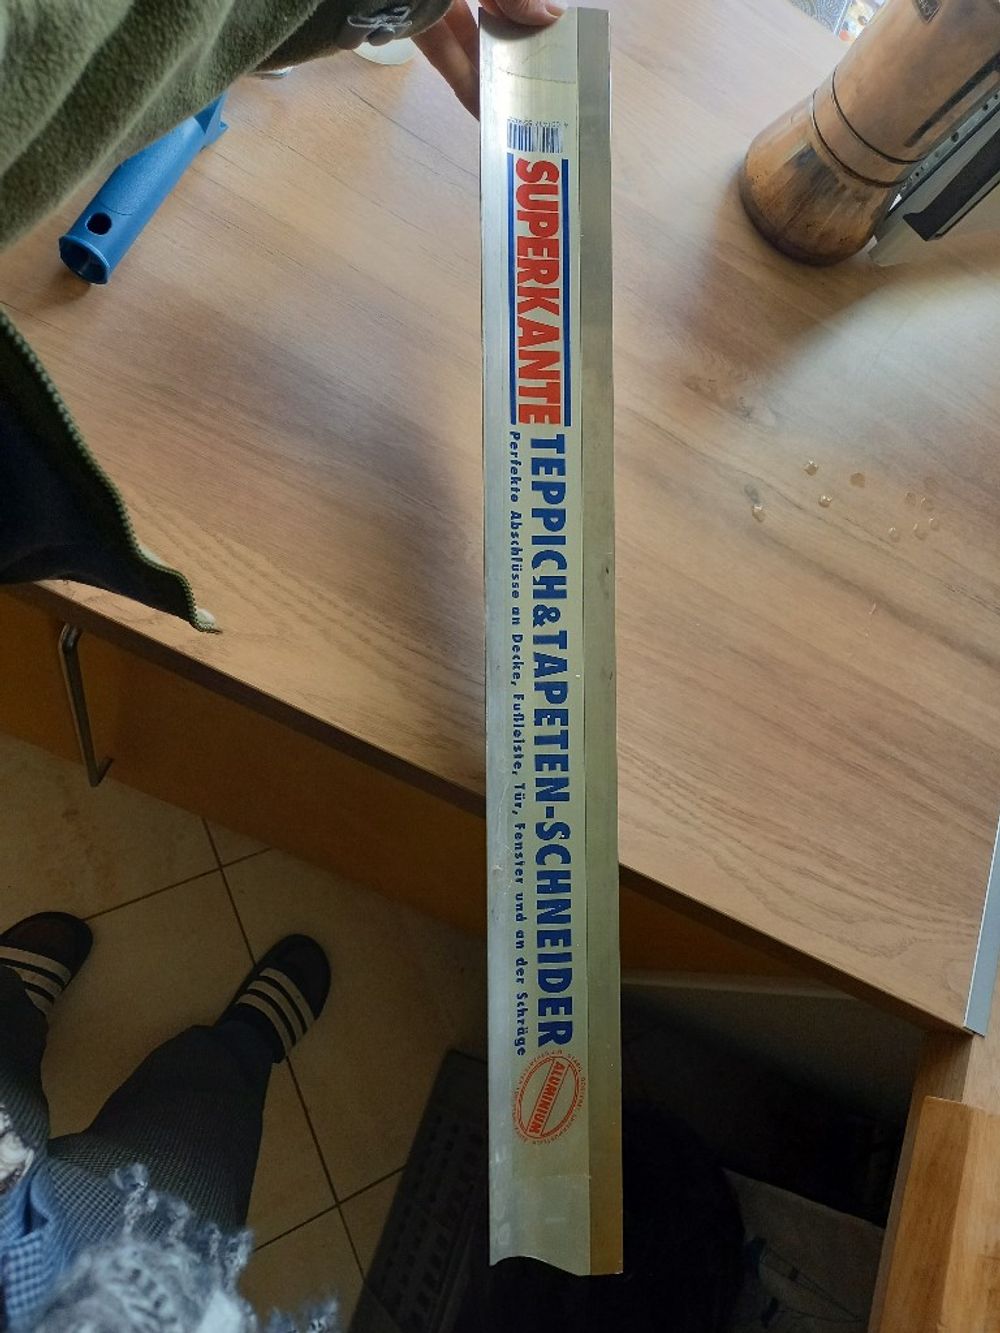 SUPERKANTE
TEPPICH&TAPETEN-SCHNEIDER
Perfekte Abschlüsse an Decke, Fußleiste, Tür, Fenster und an der Schräge
ALUMINIUM